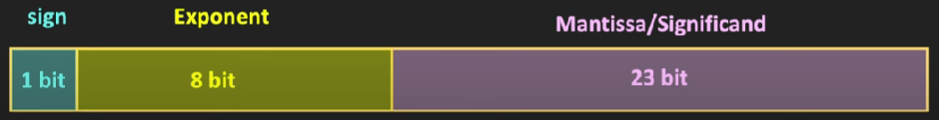 sign Exponent Mantissa/Significand
1 bit 8 bit 23 bit